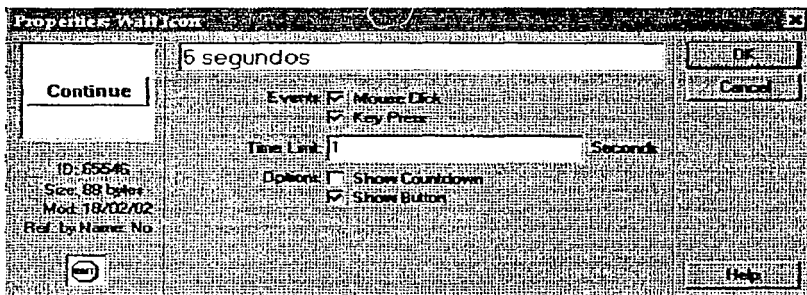 Properties: Wait Icon
5 segundos
OK
Continue
Cancel
Events: Mouse Click
Key Press
Time Limit: 1 Seconds
ID: 65546
Size: 88 bytes
Mod: 18/02/02
Ref. by Name: No
Options: Show Countdown
Show Button
WAIT
Help